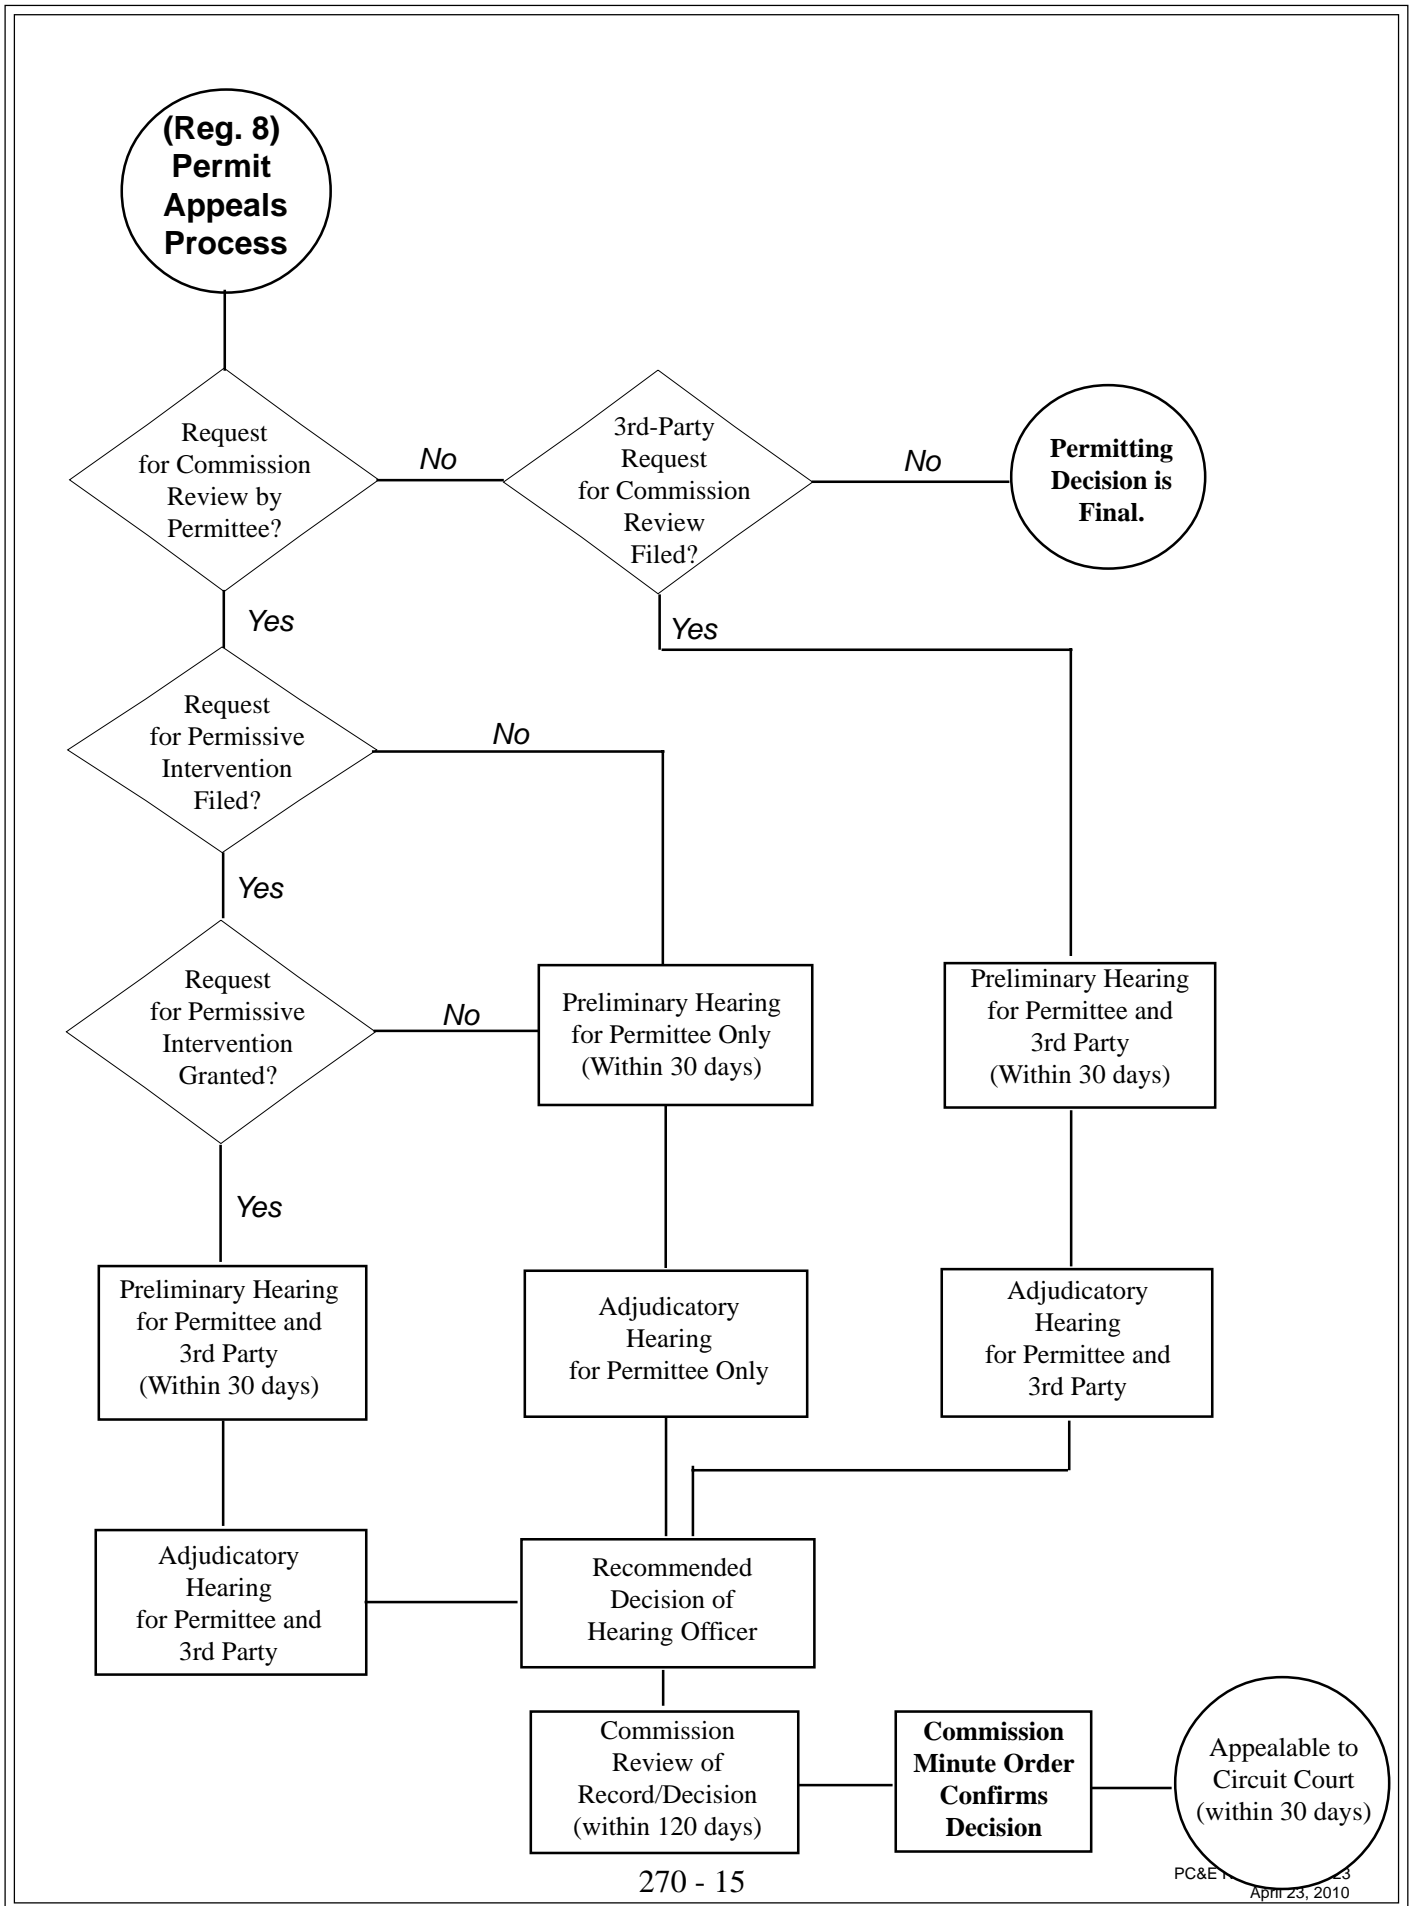 (Reg. 8)
Permit
Appeals
Process
Request
for Commission
Review by
Permittee?
No
3rd-Party
Request
for Commission
Review
Filed?
No
Permitting
Decision is
Final.
Yes
Yes
Request
for Permissive
Intervention
Filed?
No
Yes
Request
for Permissive
Intervention
Granted?
No
Preliminary Hearing
for Permittee Only
(Within 30 days)
Preliminary Hearing
for Permittee and
3rd Party
(Within 30 days)
Yes
Preliminary Hearing
for Permittee and
3rd Party
(Within 30 days)
Adjudicatory
Hearing
for Permittee Only
Adjudicatory
Hearing
for Permittee and
3rd Party
Adjudicatory
Hearing
for Permittee and
3rd Party
Recommended
Decision of
Hearing Officer
Commission
Review of
Record/Decision
(within 120 days)
Commission
Minute Order
Confirms
Decision
Appealable to
Circuit Court
(within 30 days)
270 - 15
PC&E
April 23, 2010